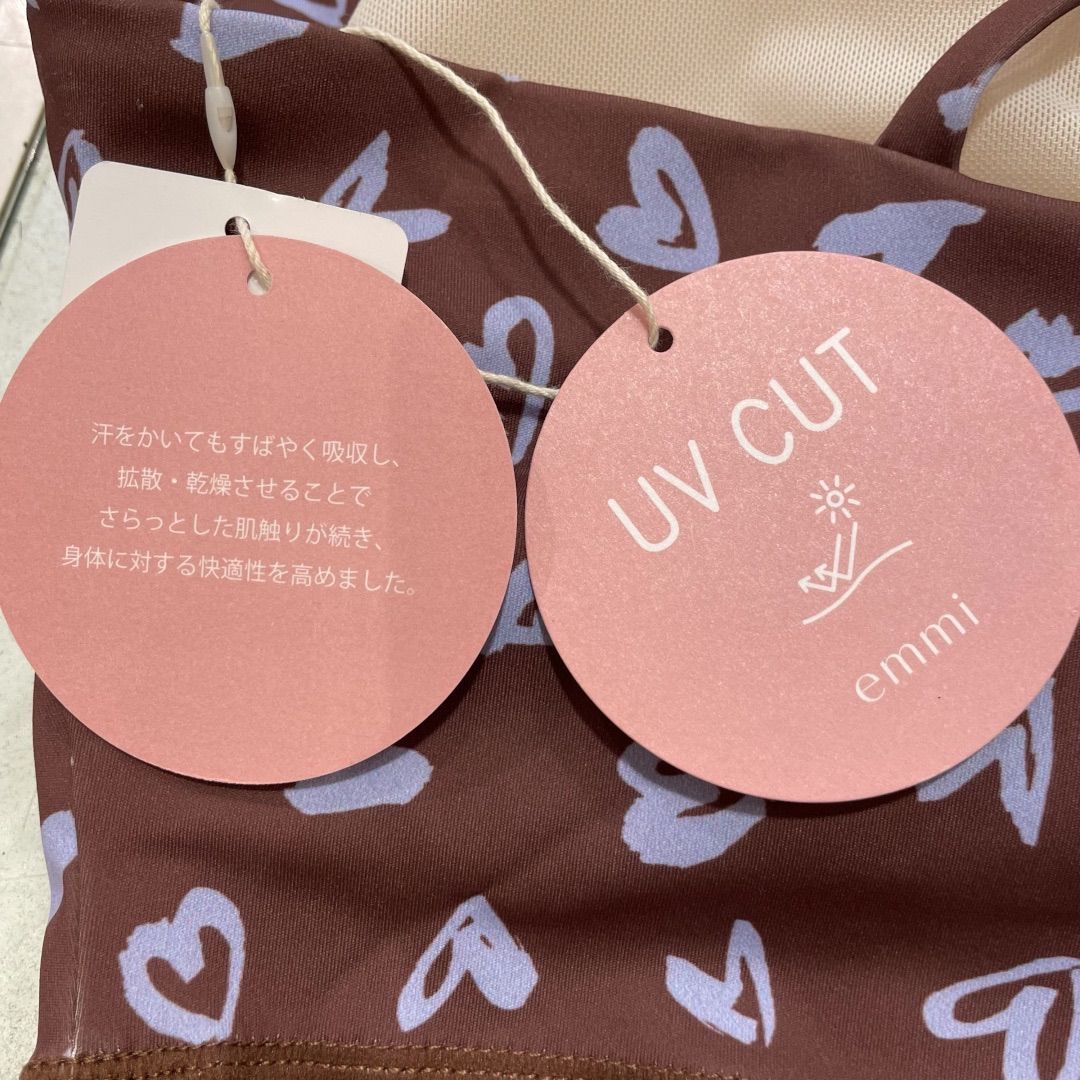 汗をかいてもすばやく吸収し、
拡散・乾燥させることで
さらっとした肌触りが続き、
身体に対する快適性を高めました。
UV CUT
emmi